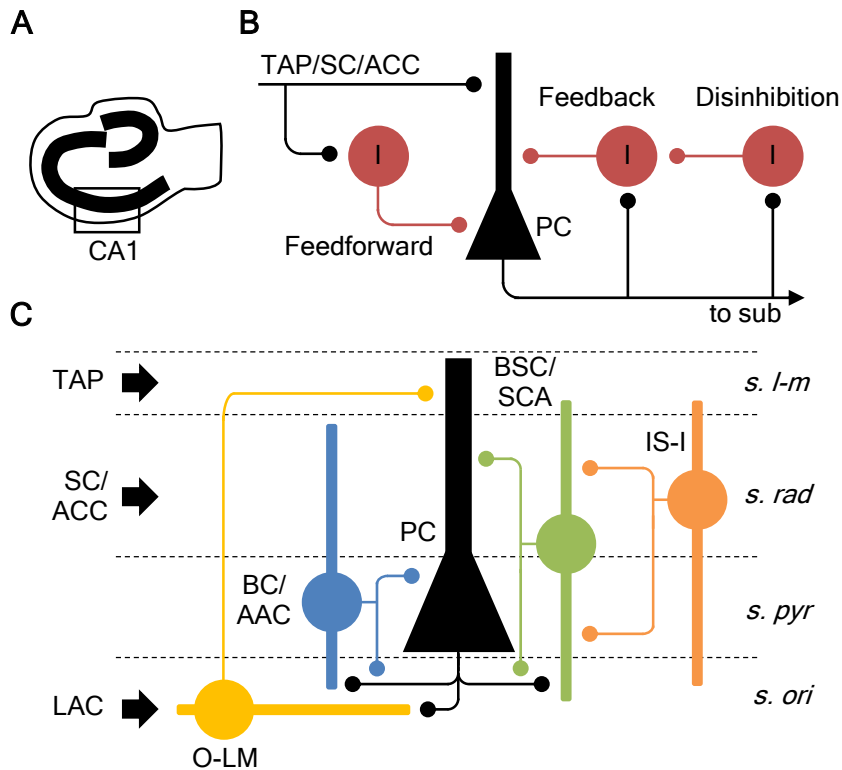 A
CA1
B
TAP/SC/ACC
Feedback
Disinhibition
I
I
I
Feedforward
PC
to sub
C
TAP
BSC/
SCA
s. l-m
IS-I
SC/
ACC
s. rad
PC
BC/
AAC
s. pyr
LAC
s. ori
O-LM